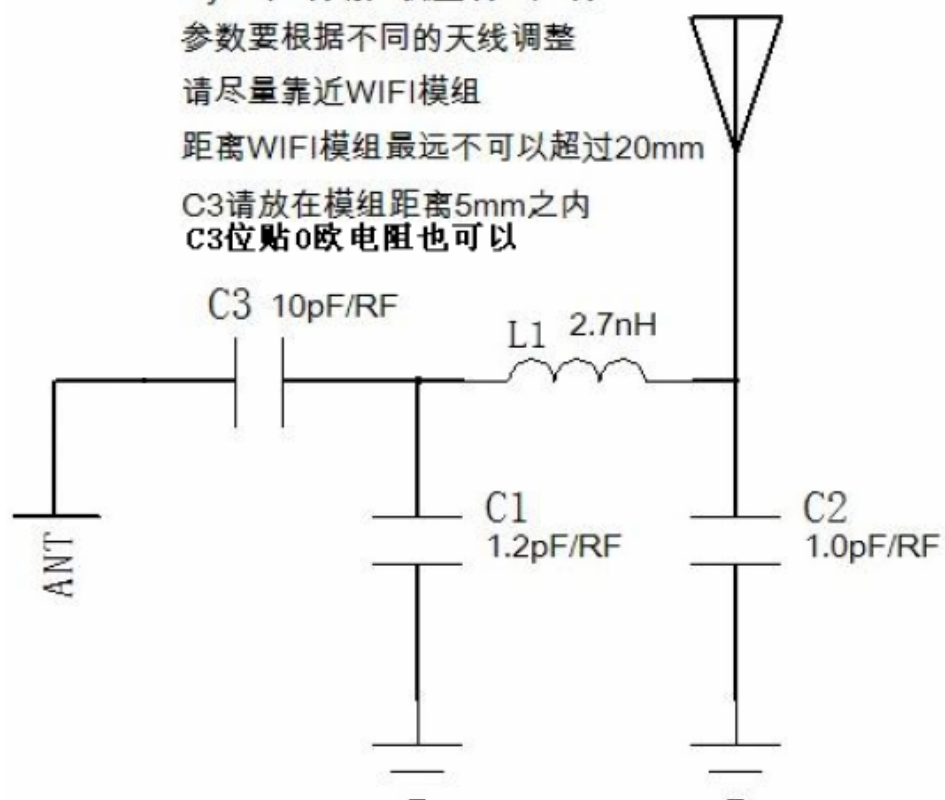 参数要根据不同的天线调整
请尽量靠近WIFI模组
距离WIFI模组最远不可以超过20mm
C3请放在模组距离5mm之内
C3位贴0欧电阻也可以
C3 10pF/RF
L1 2.7nH
C1
1.2pF/RF
C2
1.0pF/RF
ANT